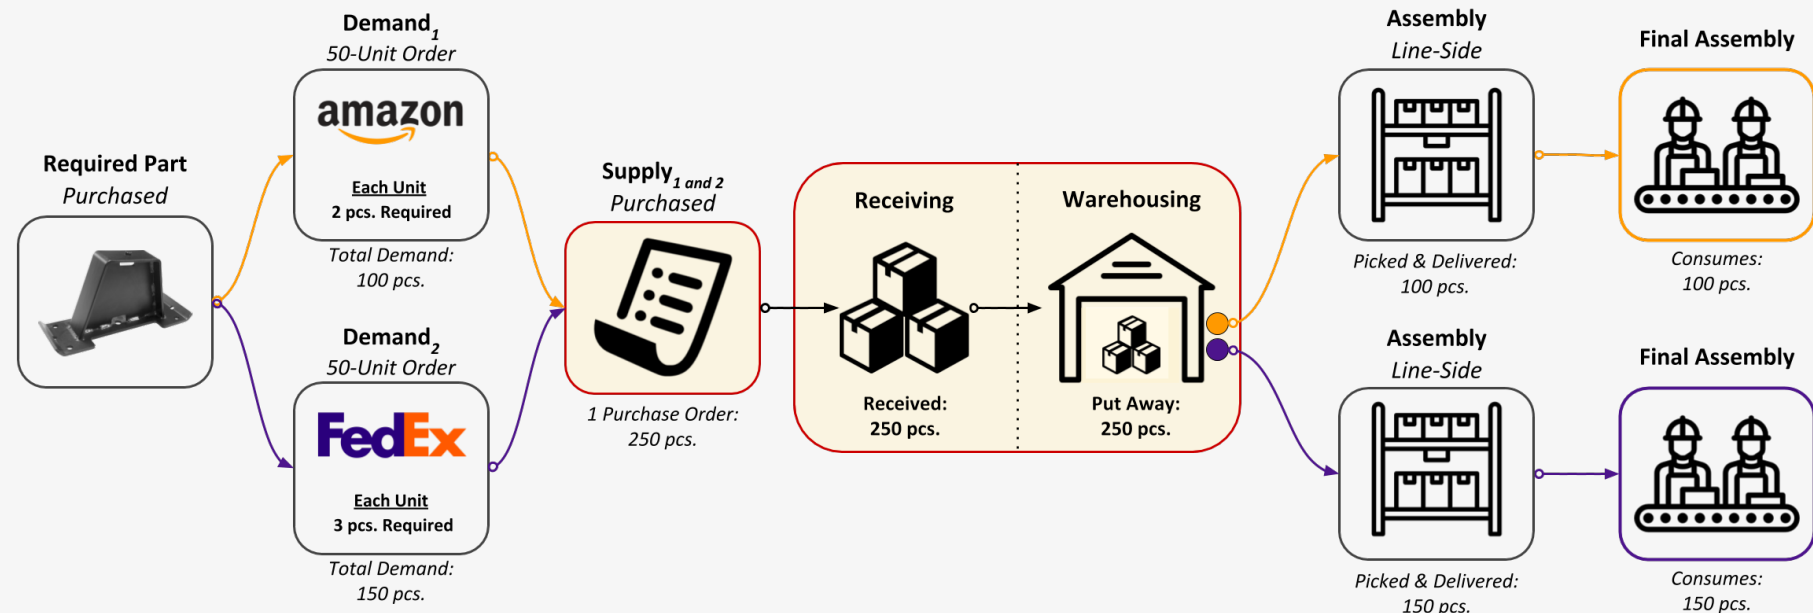 Required Part
Purchased
Demand1
50-Unit Order
amazon
Each Unit
2 pcs. Required
Total Demand:
100 pcs.
Demand2
50-Unit Order
FedEx
Each Unit
3 pcs. Required
Total Demand:
150 pcs.
Supply1 and 2
Purchased
1 Purchase Order:
250 pcs.
Receiving
Received:
250 pcs.
Warehousing
Put Away:
250 pcs.
Assembly
Line-Side
Picked & Delivered:
100 pcs.
Final Assembly
Consumes:
100 pcs.
Assembly
Line-Side
Picked & Delivered:
150 pcs.
Final Assembly
Consumes:
150 pcs.